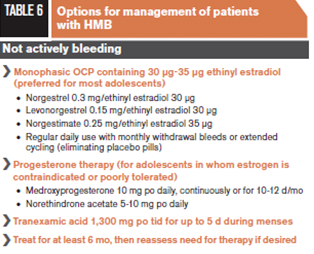 TABLE 6
Options for management of patients
with HMB
Not actively bleeding
❯ Monophasic OCP containing 30 µg-35 µg ethinyl estradiol
(preferred for most adolescents)
• Norgestrel 0.3 mg/ethinyl estradiol 30 µg
• Levonorgestrel 0.15 mg/ethinyl estradiol 30 µg
• Norgestimate 0.25 mg/ethinyl estradiol 35 µg
• Regular daily use with monthly withdrawal bleeds or extended
cycling (eliminating placebo pills)
❯ Progesterone therapy (for adolescents in whom estrogen is
contraindicated or poorly tolerated)
• Medroxyprogesterone 10 mg po daily, continuously or for 10-12 d/mo
• Norethindrone acetate 5-10 mg po daily
❯ Tranexamic acid 1,300 mg po tid for up to 5 d during menses
❯ Treat for at least 6 mo, then reassess need for therapy if desired